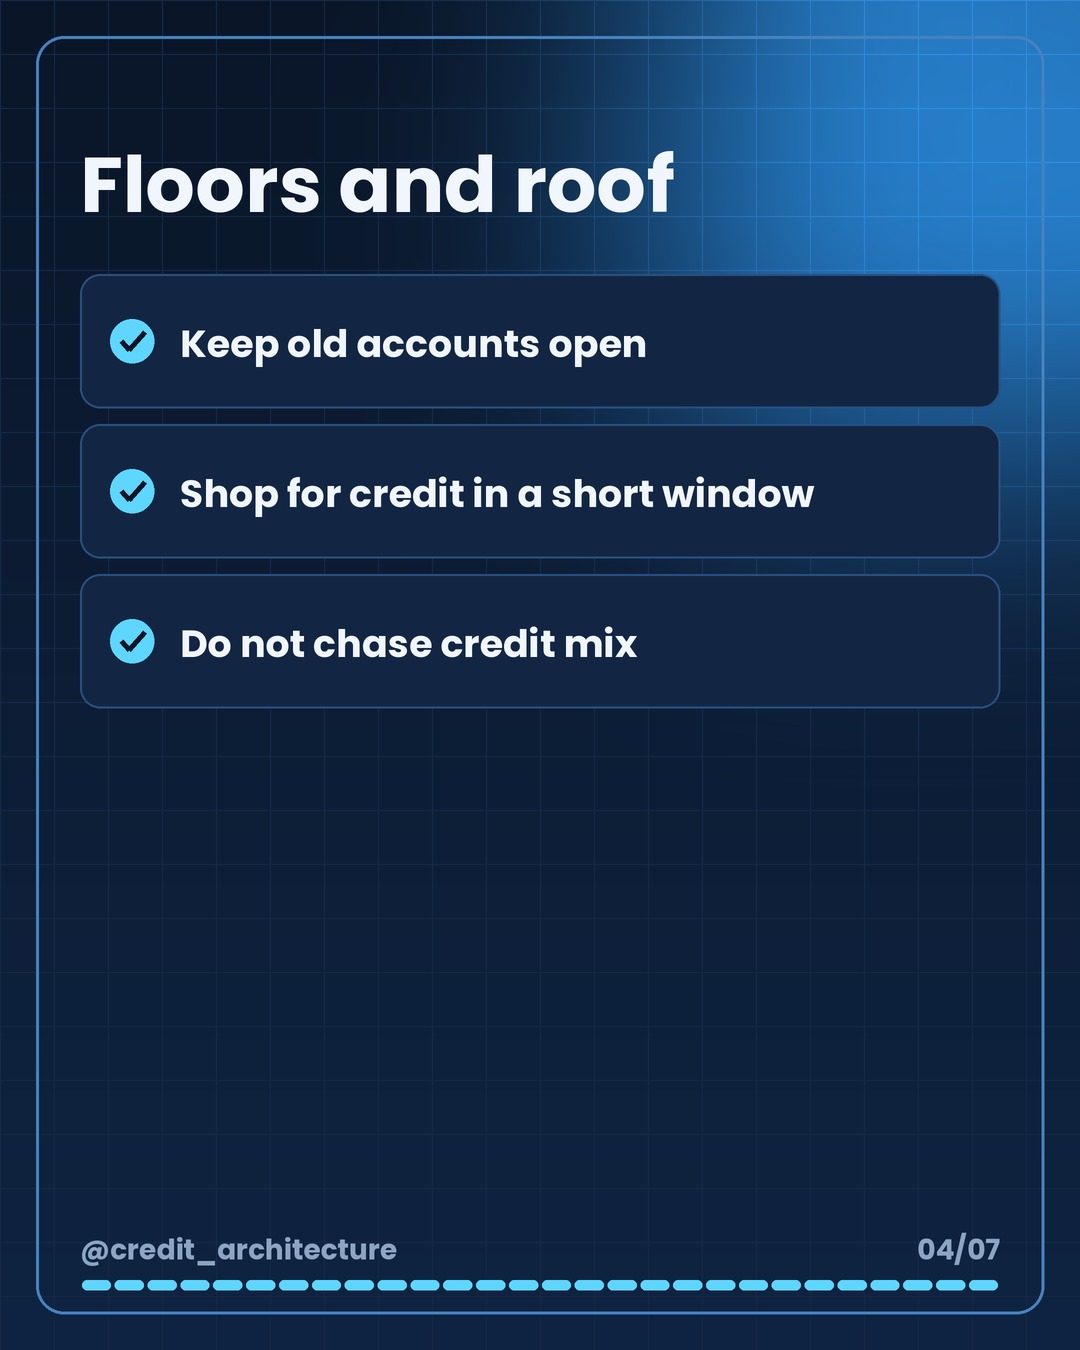 Floors and roof
Keep old accounts open
Shop for credit in a short window
Do not chase credit mix
@credit_architecture
04/07